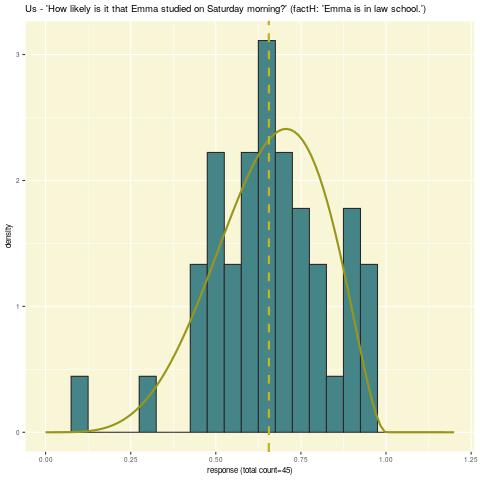 Us - 'How likely is it that Emma studied on Saturday morning?' (factH: 'Emma is in law school.')
density
3
2
1
0
0.00 0.25 0.50 0.75 1.00 1.25
response (total count=45)